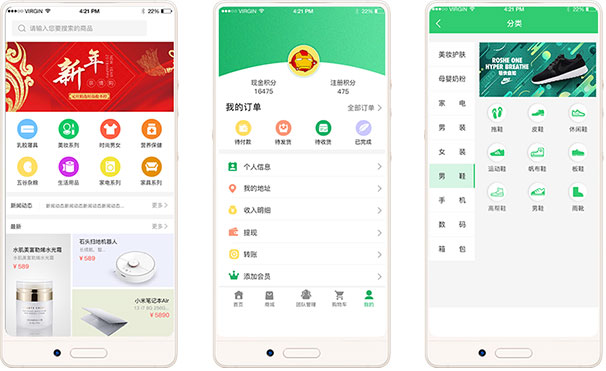 VIRGIN
4:21 PM
22%
请输入您要搜索的商品
新年
乳胶寝具
美妆系列
时尚男女
营养保健
五谷杂粮
生活用品
家电系列
家具系列
新闻动态
新闻动态新闻动态新闻动态...
更多>
最新
更多>
水肌美富勒烯水光霜
¥ 589
石头扫地机器人
¥ 589
小米笔记本Air
¥ 5890
VIRGIN
4:21 PM
22%
现金积分
16475
注册积分
475
我的订单
全部订单 >
待付款
待发货
待收货
已完成
个人信息
我的地址
收入明细
提现
转账
添加会员
首页
商城
团队管理
购物车
我的
VIRGIN
4:21 PM
22%
分类
美妆护肤
母婴奶粉
家 电
男 装
女 装
男 鞋
手 机
数 码
箱 包
ROSHE ONE
HYPER BREATHE
拖鞋
皮鞋
休闲鞋
运动鞋
帆布鞋
板鞋
高帮鞋
男鞋
雨靴